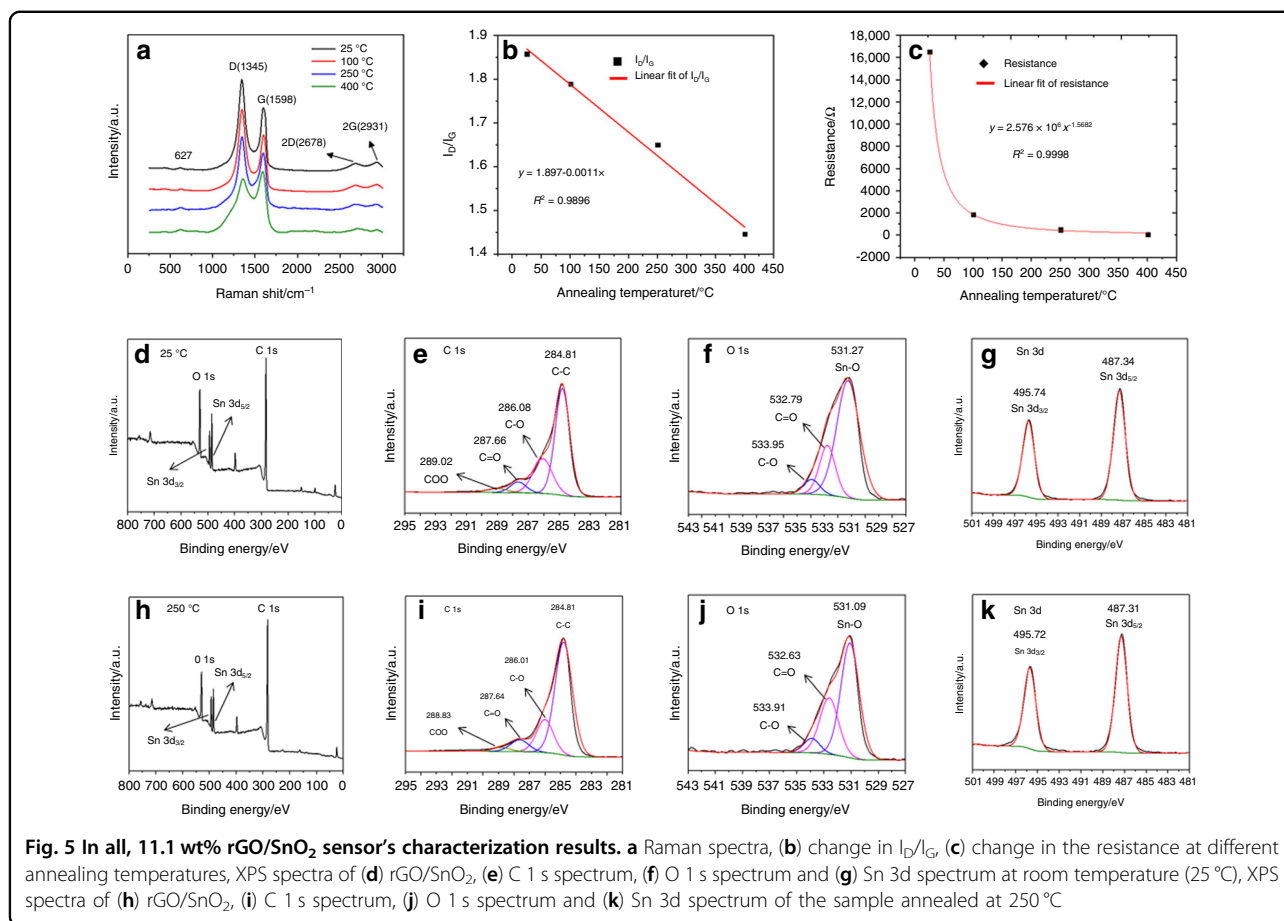 a
25 °C
100 °C
250 °C
400 °C
D(1345)
G(1598)
2D(2678)
2G(2931)
627
Intensity/a.u.
500 1000 1500 2000 2500 3000
Raman shit/cm⁻¹
b
1.9
1.8
1.7
1.6
1.5
1.4
I_D/I_G
I_D/I_G
Linear fit of I_D/I_G
y = 1.897-0.0011×
R² = 0.9896
0 50 100 150 200 250 300 350 400 450
Annealing temperaturet/°C
c
18,000
16,000
14,000
12,000
10,000
8000
6000
4000
2000
0
-2000
Resistance/Ω
Resistance
Linear fit of resistance
y = 2.576 × 10⁶ x⁻¹·⁵⁶⁸²
R² = 0.9998
0 50 100 150 200 250 300 350 400 450
Annealing temperaturet/°C
d
25 °C
C 1s
O 1s
Sn 3d5/2
Sn 3d3/2
Intensity/a.u.
800 700 600 500 400 300 200 100 0
Binding energy/eV
e
C 1s
284.81
C-C
286.08
C-O
287.66
C=O
289.02
COO
Intensity/a.u.
295 293 291 289 287 285 283 281
Binding energy/eV
f
O 1s
531.27
Sn-O
532.79
C=O
533.95
C-O
Intensity/a.u.
543 541 539 537 535 533 531 529 527
Binding energy/eV
g
Sn 3d
487.34
Sn 3d5/2
495.74
Sn 3d3/2
Intensity/a.u.
501 499 497 495 493 491 489 487 485 483 481
Binding energy/eV
h
250 °C
C 1s
0 1s
Sn 3d5/2
Sn 3d3/2
Intensity/a.u.
800 700 600 500 400 300 200 100 0
Binding energy/eV
i
C 1s
284.81
C-C
286.01
C-O
287.64
C=O
288.83
COO
Intensity/a.u.
295 293 291 289 287 285 283 281
Binding energy/eV
j
O 1s
531.09
Sn-O
532.63
C=O
533.91
C-O
Intensity/a.u.
543 541 539 537 535 533 531 529 527
Binding energy/eV
k
Sn 3d
487.31
Sn 3d5/2
495.72
Sn 3d3/2
Intensity/a.u.
501 499 497 495 493 491 489 487 485 483 481
Binding energy/eV
Fig. 5 In all, 11.1 wt% rGO/SnO₂ sensor's characterization results. a Raman spectra, (b) change in I_D/I_G, (c) change in the resistance at different
annealing temperatures, XPS spectra of (d) rGO/SnO₂, (e) C 1 s spectrum, (f) O 1 s spectrum and (g) Sn 3d spectrum at room temperature (25 °C), XPS
spectra of (h) rGO/SnO₂, (i) C 1 s spectrum, (j) O 1 s spectrum and (k) Sn 3d spectrum of the sample annealed at 250 °C